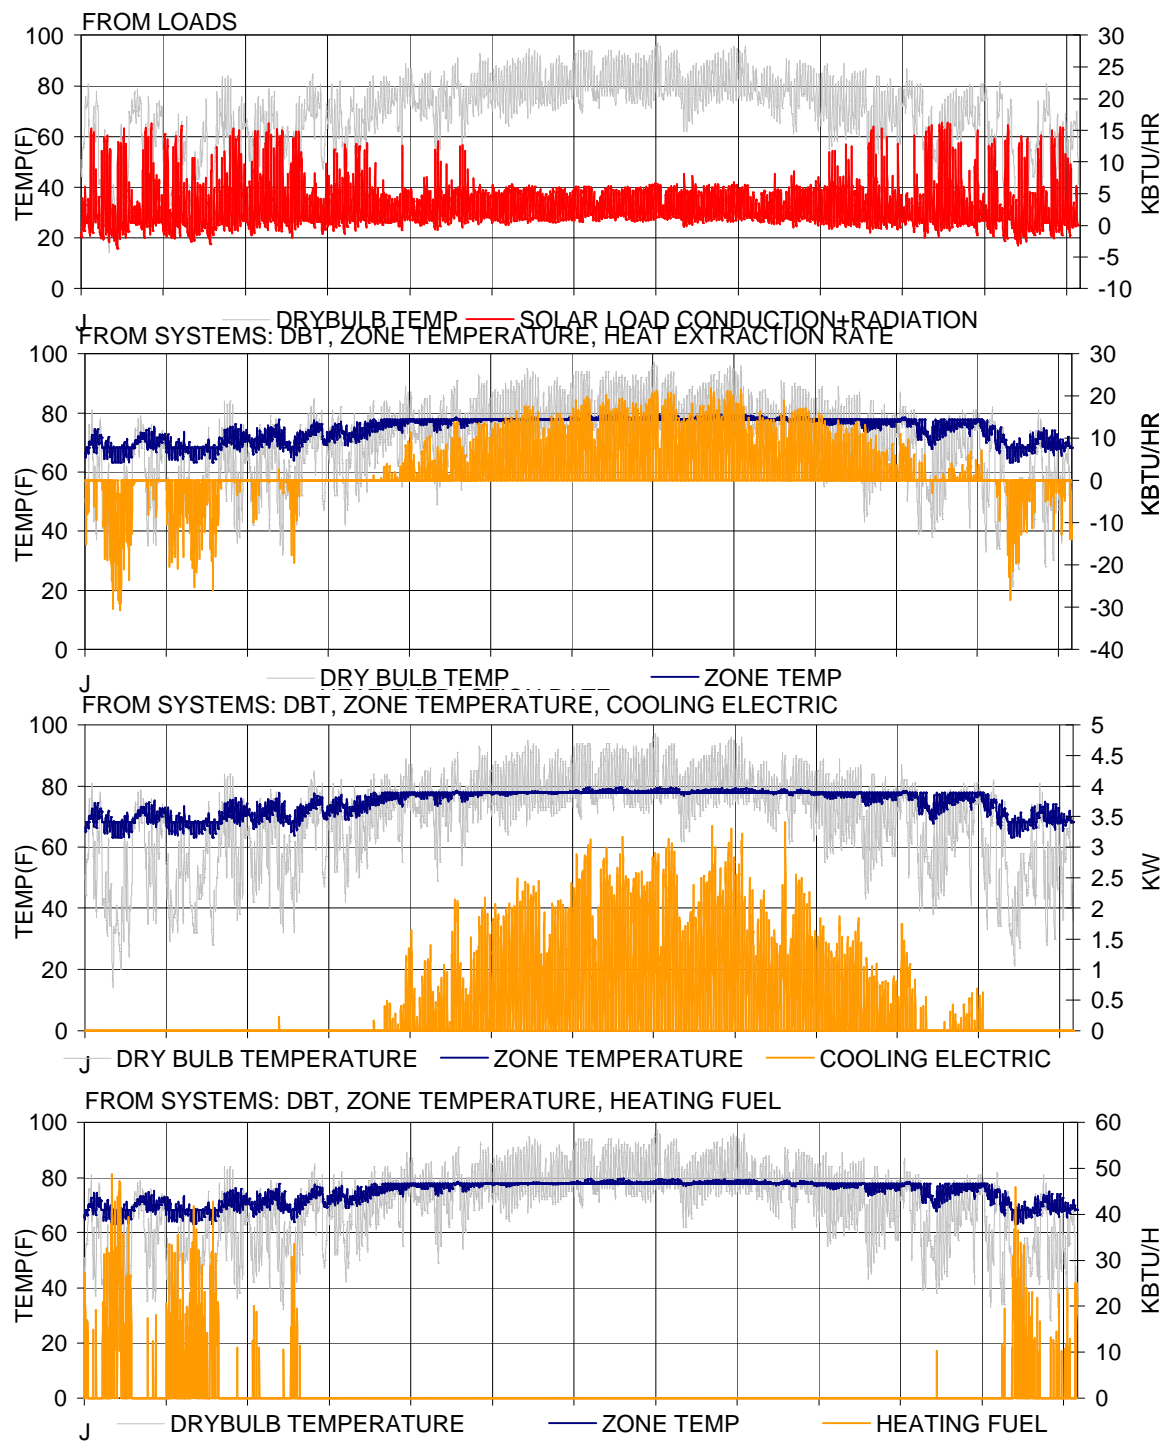 FROM LOADS
100
80
60
40
20
0
TEMP(F)
30
25
20
15
10
5
0
-5
-10
KBTU/HR
J
DRYBULB TEMP
SOLAR LOAD CONDUCTION+RADIATION
FROM SYSTEMS: DBT, ZONE TEMPERATURE, HEAT EXTRACTION RATE
100
80
60
40
20
0
TEMP(F)
30
20
10
0
-10
-20
-30
-40
KBTU/HR
J
DRY BULB TEMP
ZONE TEMP
FROM SYSTEMS: DBT, ZONE TEMPERATURE, COOLING ELECTRIC
100
80
60
40
20
0
TEMP(F)
5
4.5
4
3.5
3
2.5
2
1.5
1
0.5
0
KW
J
DRY BULB TEMPERATURE
ZONE TEMPERATURE
COOLING ELECTRIC
FROM SYSTEMS: DBT, ZONE TEMPERATURE, HEATING FUEL
100
80
60
40
20
0
TEMP(F)
60
50
40
30
20
10
0
KBTU/H
J
DRYBULB TEMPERATURE
ZONE TEMP
HEATING FUEL